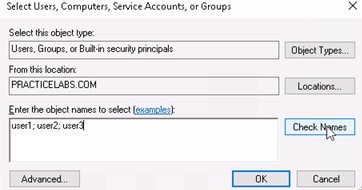 Select Users, Computers, Service Accounts, or Groups
Select this object type:
Users, Groups, or Built-in security principals
Object Types...
From this location:
PRACTICELABS.COM
Locations...
Enter the object names to select (examples):
user1; user2; user3
Check Names
Advanced...
OK
Cancel